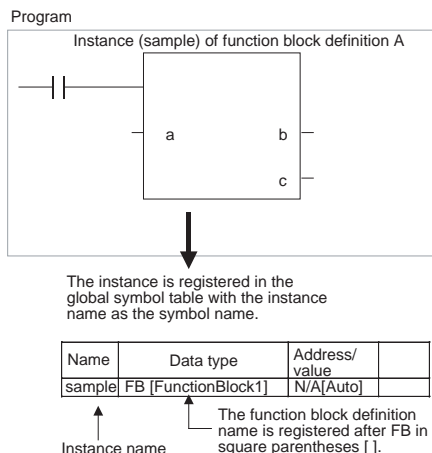 Program
Instance (sample) of function block definition A
a
b
c
The instance is registered in the
global symbol table with the instance
name as the symbol name.
Name Data type Address/
value
sample FB [FunctionBlock1] N/A[Auto]
The function block definition
name is registered after FB in
square parentheses [ ].
Instance name